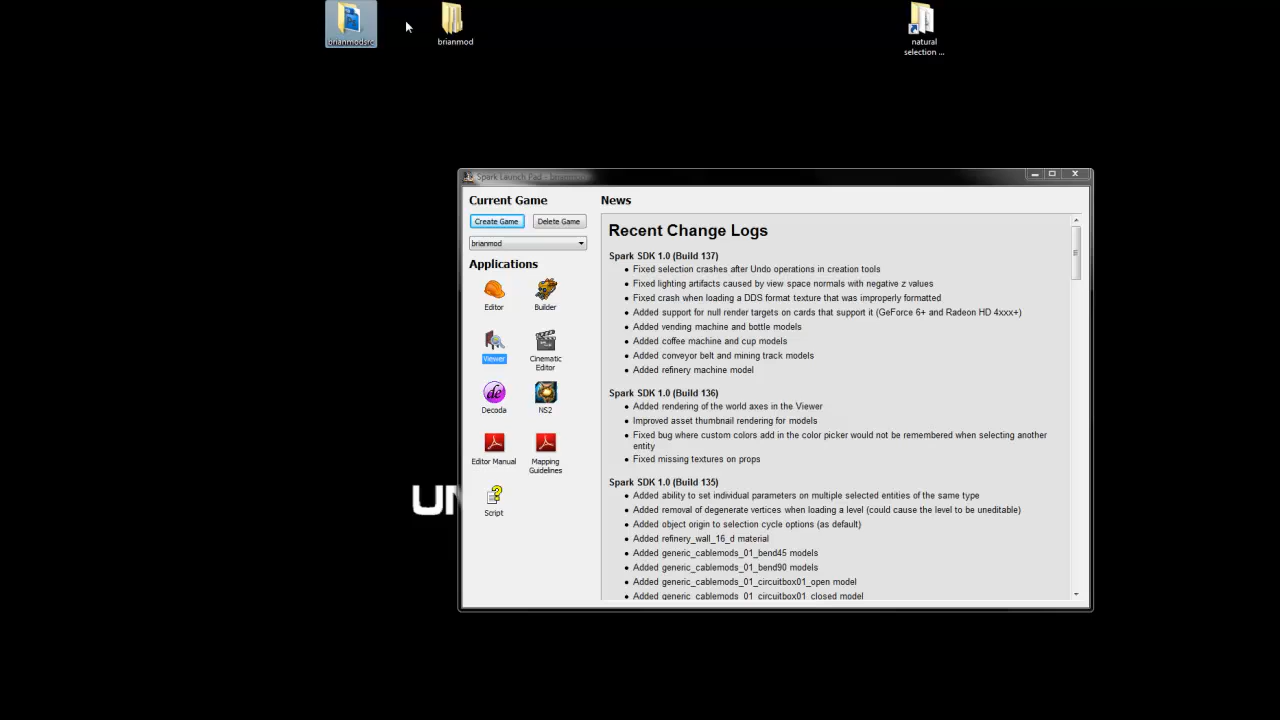 brianmodsrc
brianmod
natural
selection ...
Spark Launch Pad - brianmod
Current Game
Create Game
Delete Game
brianmod
Applications
Editor
Builder
Viewer
Cinematic
Editor
Decoda
NS2
Editor Manual
Mapping
Guidelines
Script
News
Recent Change Logs
Spark SDK 1.0 (Build 137)
• Fixed selection crashes after Undo operations in creation tools
• Fixed lighting artifacts caused by view space normals with negative z values
• Fixed crash when loading a DDS format texture that was improperly formatted
• Added support for null render targets on cards that support it (GeForce 6+ and Radeon HD 4xxx+)
• Added vending machine and bottle models
• Added coffee machine and cup models
• Added conveyor belt and mining track models
• Added refinery machine model
Spark SDK 1.0 (Build 136)
• Added rendering of the world axes in the Viewer
• Improved asset thumbnail rendering for models
• Fixed bug where custom colors add in the color picker would not be remembered when selecting another
entity
• Fixed missing textures on props
Spark SDK 1.0 (Build 135)
• Added ability to set individual parameters on multiple selected entities of the same type
• Added removal of degenerate vertices when loading a level (could cause the level to be uneditable)
• Added object origin to selection cycle options (as default)
• Added refinery_wall_16_d material
• Added generic_cablemods_01_bend45 models
• Added generic_cablemods_01_bend90 models
• Added generic_cablemods_01_circuitbox01_open model
• Added generic_cablemods_01_circuitbox01_closed model
UN